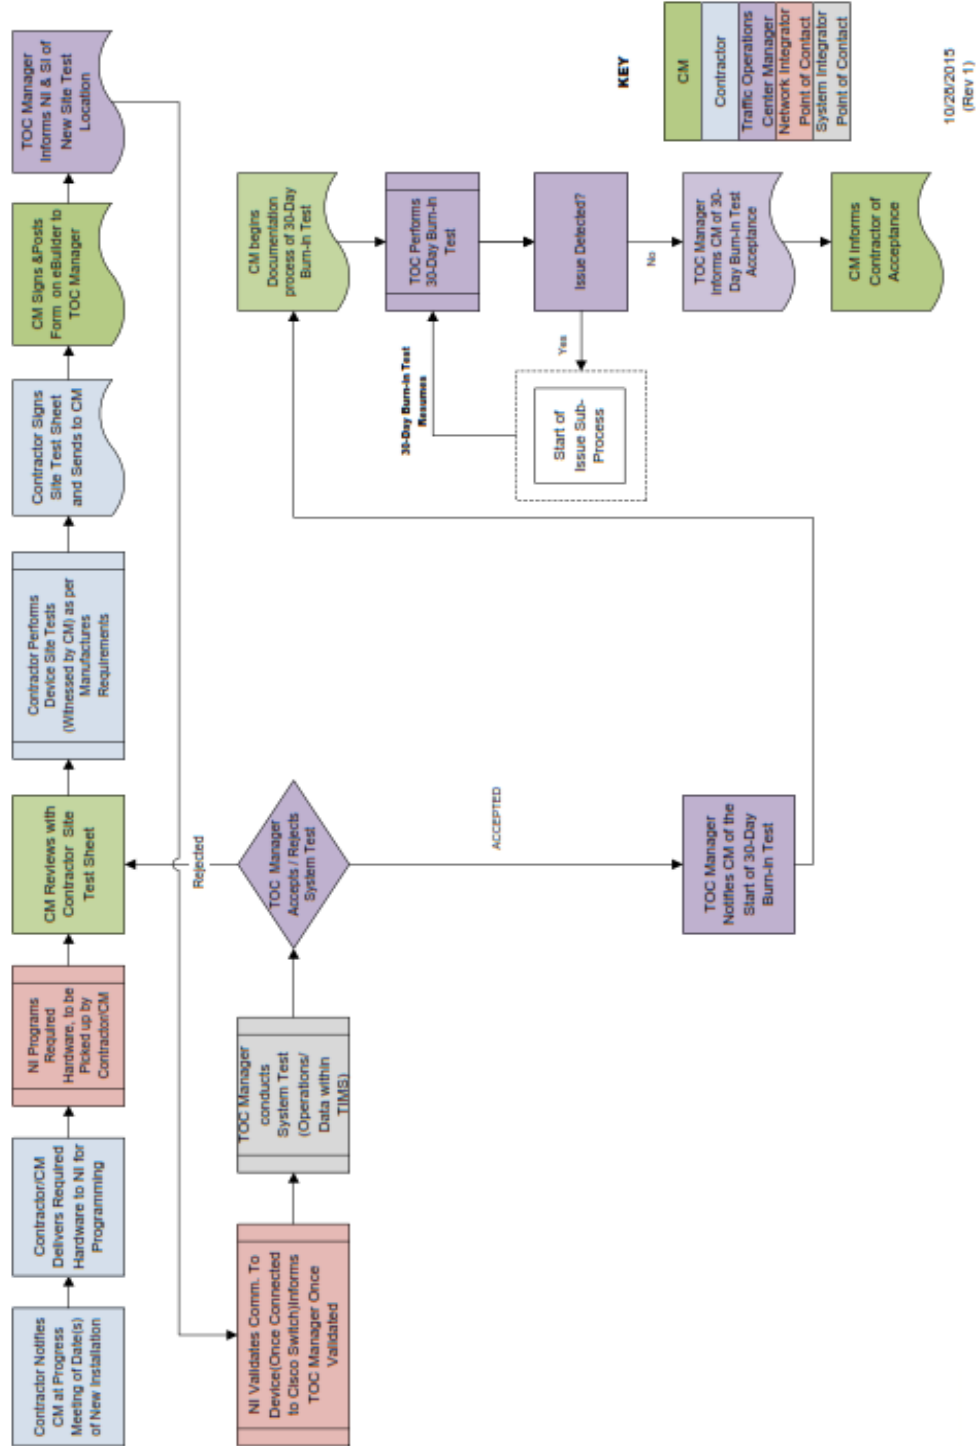 Contractor Notifies
CM at Progress
Meeting of Date(s)
of New Installation
Contractor/CM
Delivers Required
Hardware to NI for
Programming
NI Programs
Required
Hardware, to be
Picked up by
Contractor/CM
CM Reviews with
Contractor Site
Test Sheet
Contractor Performs
Device Site Tests
(Witnessed by CM) as per
Manufactures
Requirements
Contractor Signs
Site Test Sheet
and Sends to CM
CM Signs &Posts
Form on eBuilder to
TOC Manager
TOC Manager
Informs NI & SI of
New Site Test
Location
NI Validates Comm. To
Device(Once Connected
to Cisco Switch)Informs
TOC Manager Once
Validated
TOC Manager
conducts
System Test
(Operations/
Data within
TIMS)
TOC Manager
Accepts / Rejects
System Test
Rejected
ACCEPTED
TOC Manager
Notifies CM of the
Start of 30-Day
Burn-In Test
CM begins
Documentation
process of 30-Day
Burn-in Test
TOC Performs
30-Day Burn-In
Test
30-Day Burn-in Test
Resumes
Issue Detected?
Yes
Start of
Issue Sub-
Process
No
TOC Manager
Informs CM of 30-
Day Burn-In Test
Acceptance
CM Informs
Contractor of
Acceptance
KEY
CM
Contractor
Traffic Operations
Center Manager
Network Integrator
Point of Contact
System Integrator
Point of Contact
10/28/2015
(Rev 1)